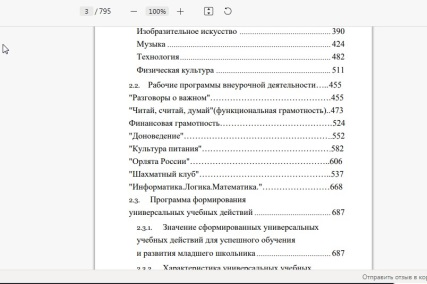 3 / 795 − 100% +
Изобразительное искусство ........ 390
Музыка ........ 424
Технология ........ 482
Физическая культура ........ 511
2.2. Рабочие программы внеурочной деятельности…..455
"Разговоры о важном"……………………………455
"Читай, считай, думай"(функциональная грамотность)..473
Финансовая грамотность……………………………524
"Доноведение"……………………………552
"Культура питания"……………………………582
"Орлята России"……………………………606
"Шахматный клуб"……………………………537
"Информатика.Логика.Математика."………………668
2.3. Программа формирования
универсальных учебных действий ........ 687
2.3.1. Значение сформированных универсальных
учебных действий для успешного обучения
и развития младшего школьника ........ 687
2.3.2. Характеристика универсальных учебных
Отправить отзыв в кор